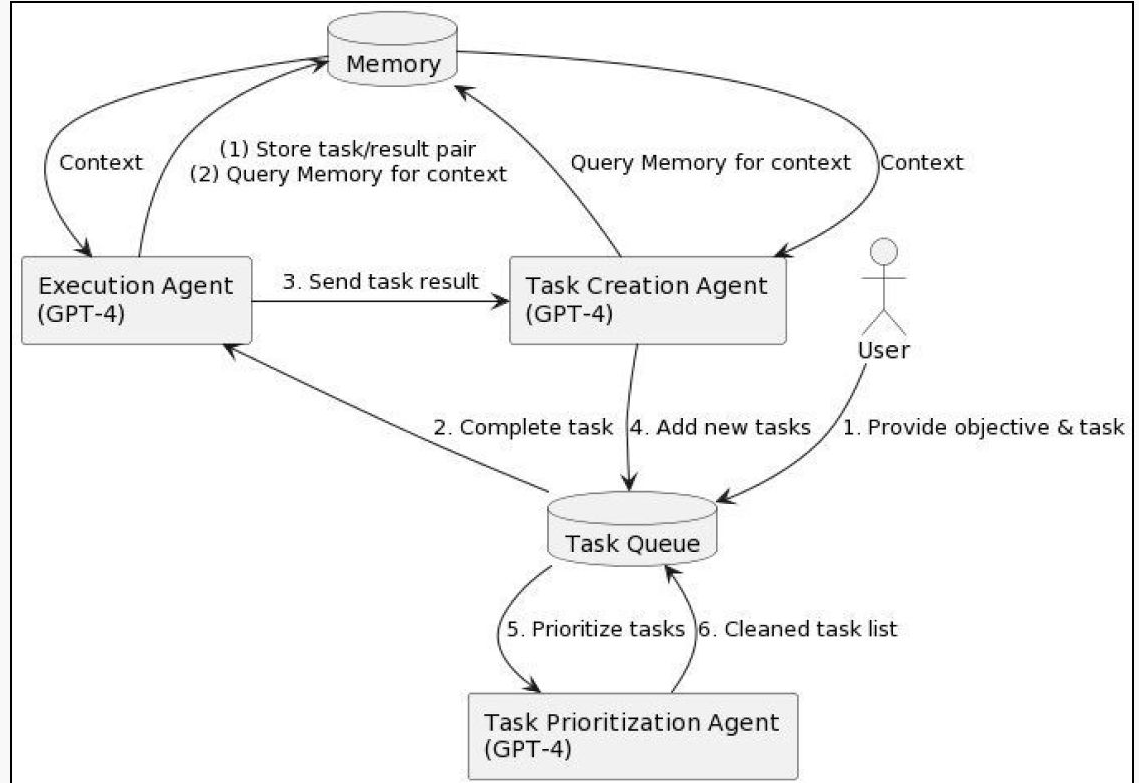 Memory
Context
(1) Store task/result pair
(2) Query Memory for context
Query Memory for context
Context
Execution Agent
(GPT-4)
3. Send task result
Task Creation Agent
(GPT-4)
User
2. Complete task
4. Add new tasks
1. Provide objective & task
Task Queue
5. Prioritize tasks
6. Cleaned task list
Task Prioritization Agent
(GPT-4)